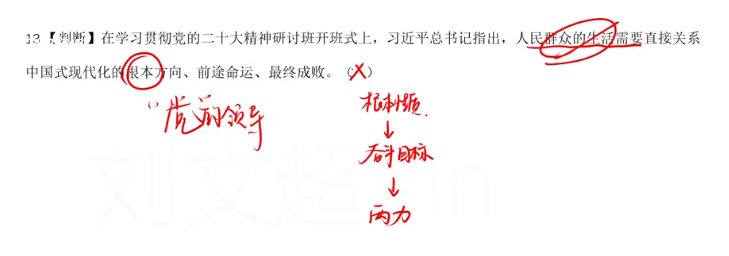 13【判断】在学习贯彻党的二十大精神研讨班开班式上，习近平总书记指出，人民群众的生活需要直接关系
中国式现代化的根本方向、前途命运、最终成败。（X）
"党的领导
根本性质
↓
奋斗目标
↓
两力
刘文超